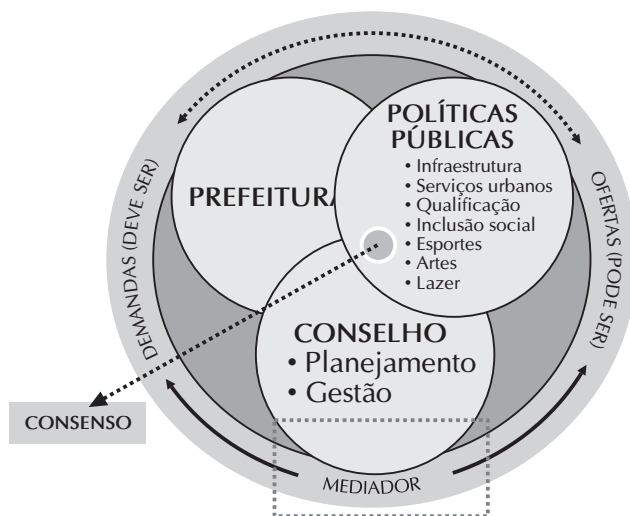 POLÍTICAS
PÚBLICAS
• Infraestrutura
• Serviços urbanos
• Qualificação
• Inclusão social
• Esportes
• Artes
• Lazer
PREFEITURA
DEMANDAS (DEVE SER)
OFERTAS (PODE SER)
CONSELHO
• Planejamento
• Gestão
CONSENSO
MEDIADOR